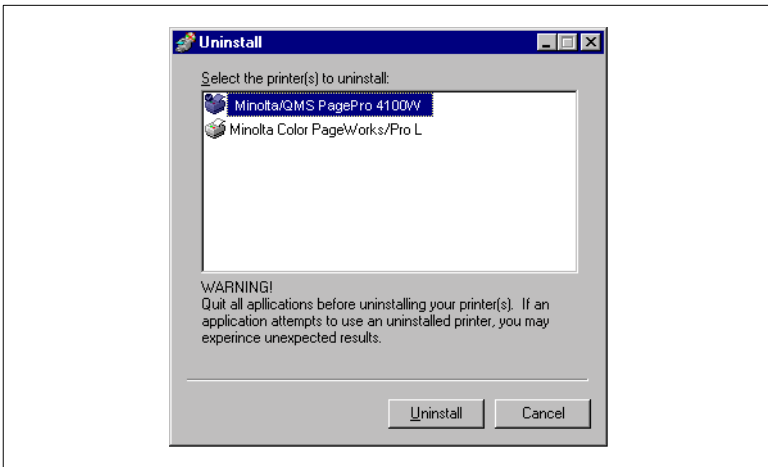 Uninstall
Select the printer(s) to uninstall:
Minolta/QMS PagePro 4100W
Minolta Color PageWorks/Pro L
WARNING!
Quit all apllications before uninstalling your printer(s). If an
application attempts to use an uninstalled printer, you may
experince unexpected results.
Uninstall
Cancel